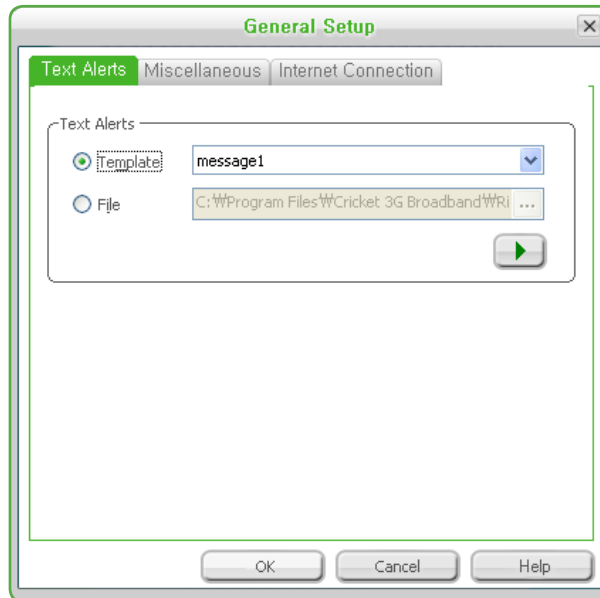 General Setup
Text Alerts Miscellaneous Internet Connection
Text Alerts
Template message1
File C:₩Program Files₩Cricket 3G Broadband₩Ri ...
OK Cancel Help